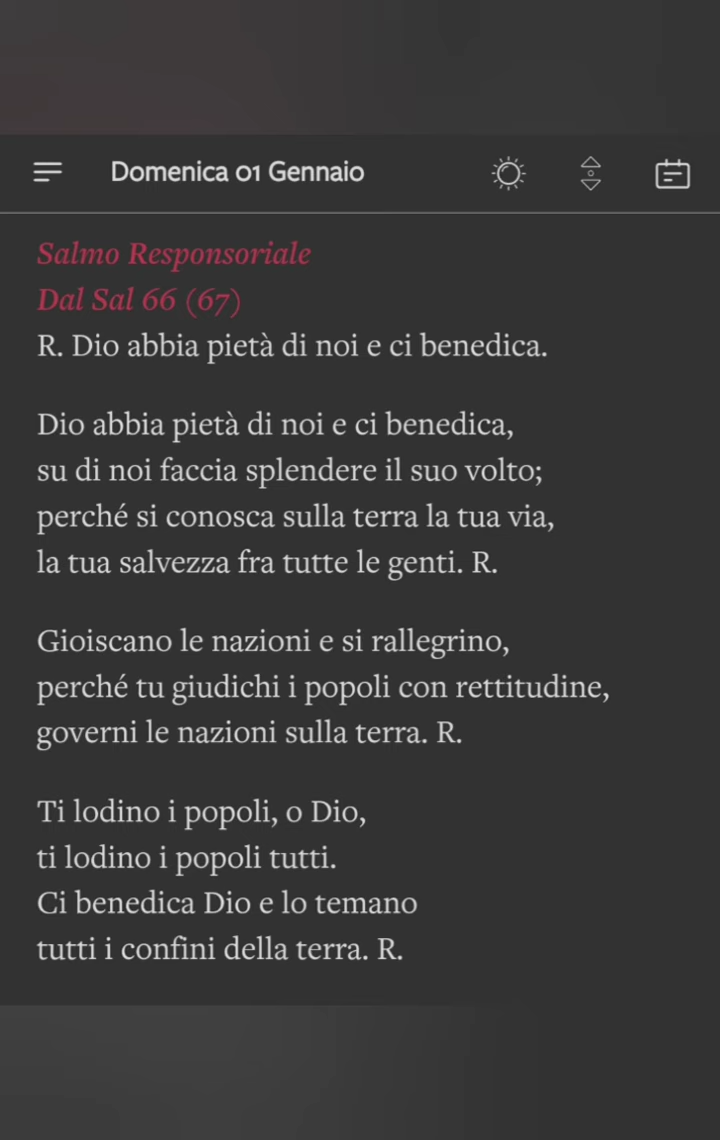 Domenica 01 Gennaio
Salmo Responsoriale
Dal Sal 66 (67)
R. Dio abbia pietà di noi e ci benedica.
Dio abbia pietà di noi e ci benedica,
su di noi faccia splendere il suo volto;
perché si conosca sulla terra la tua via,
la tua salvezza fra tutte le genti. R.
Gioiscano le nazioni e si rallegrino,
perché tu giudichi i popoli con rettitudine,
governi le nazioni sulla terra. R.
Ti lodino i popoli, o Dio,
ti lodino i popoli tutti.
Ci benedica Dio e lo temano
tutti i confini della terra. R.